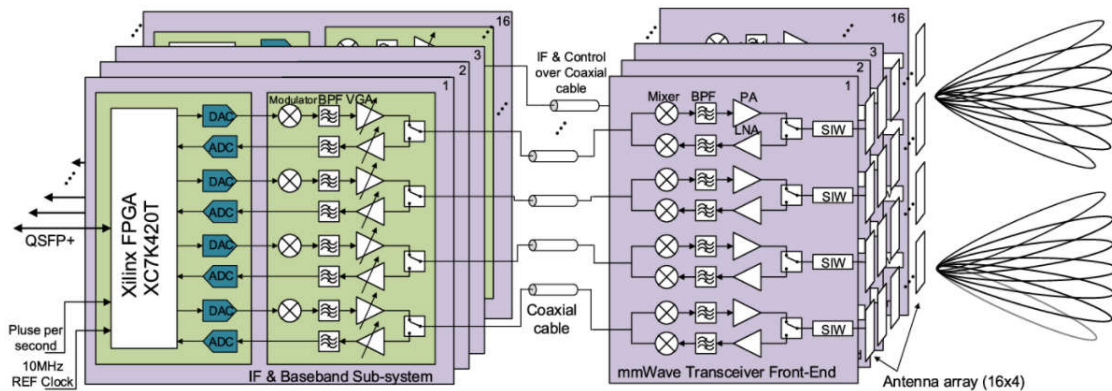 16
3
2
1
Modulator BPF VGA
DAC
ADC
DAC
ADC
DAC
ADC
DAC
ADC
Xilinx FPGA
XC7K420T
QSFP+
Pluse per
second
10MHz
REF Clock
IF & Baseband Sub-system
IF & Control
over Coaxial
cable
Coaxial
cable
16
3
2
1
Mixer BPF PA
LNA
SIW
SIW
SIW
SIW
mmWave Transceiver Front-End
Antenna array (16x4)